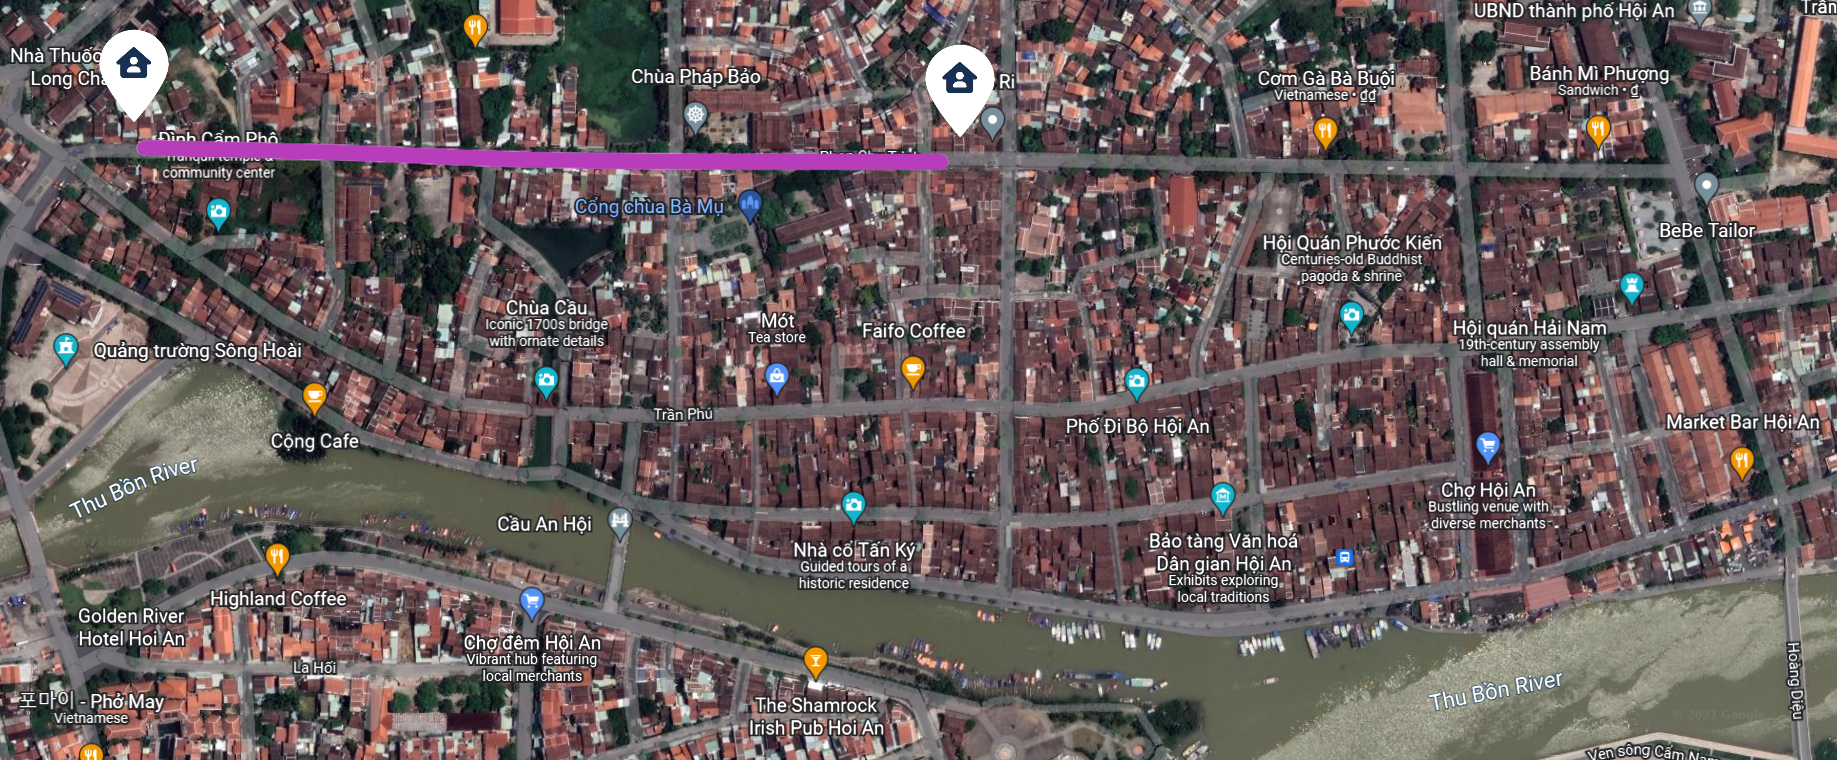 UBND thành phố Hội An
Nhà Thuốc
Long Châ
Chùa Pháp Bảo
Ri
Cơm Gà Bà Buội
Vietnamese • ₫₫
Bánh Mì Phượng
Sandwich • ₫
Đình Cẩm Phô
Tranquil temple &
community center
Cổng chùa Bà Mụ
BeBe Tailor
Hội Quán Phước Kiến
Centuries-old Buddhist
pagoda & shrine
Chùa Cầu
Iconic 1700s bridge
with ornate details
Mót
Tea store
Faifo Coffee
Hội quán Hải Nam
19th-century assembly
hall & memorial
Quảng trường Sông Hoài
Trần Phú
Phố Đi Bộ Hội An
Market Bar Hội An
Cộng Cafe
Thu Bồn River
Chợ Hội An
Bustling venue with
diverse merchants
Cầu An Hội
Nhà cổ Tấn Ký
Guided tours of a
historic residence
Bảo tàng Văn hoá
Dân gian Hội An
Exhibits exploring
local traditions
Highland Coffee
Golden River
Hotel Hoi An
Chợ đêm Hội An
Vibrant hub featuring
local merchants
La Hối
Hoàng Diệu
Thu Bồn River
포마이 - Phở May
Vietnamese
The Shamrock
Irish Pub Hoi An
Ven sông Cẩm Nam